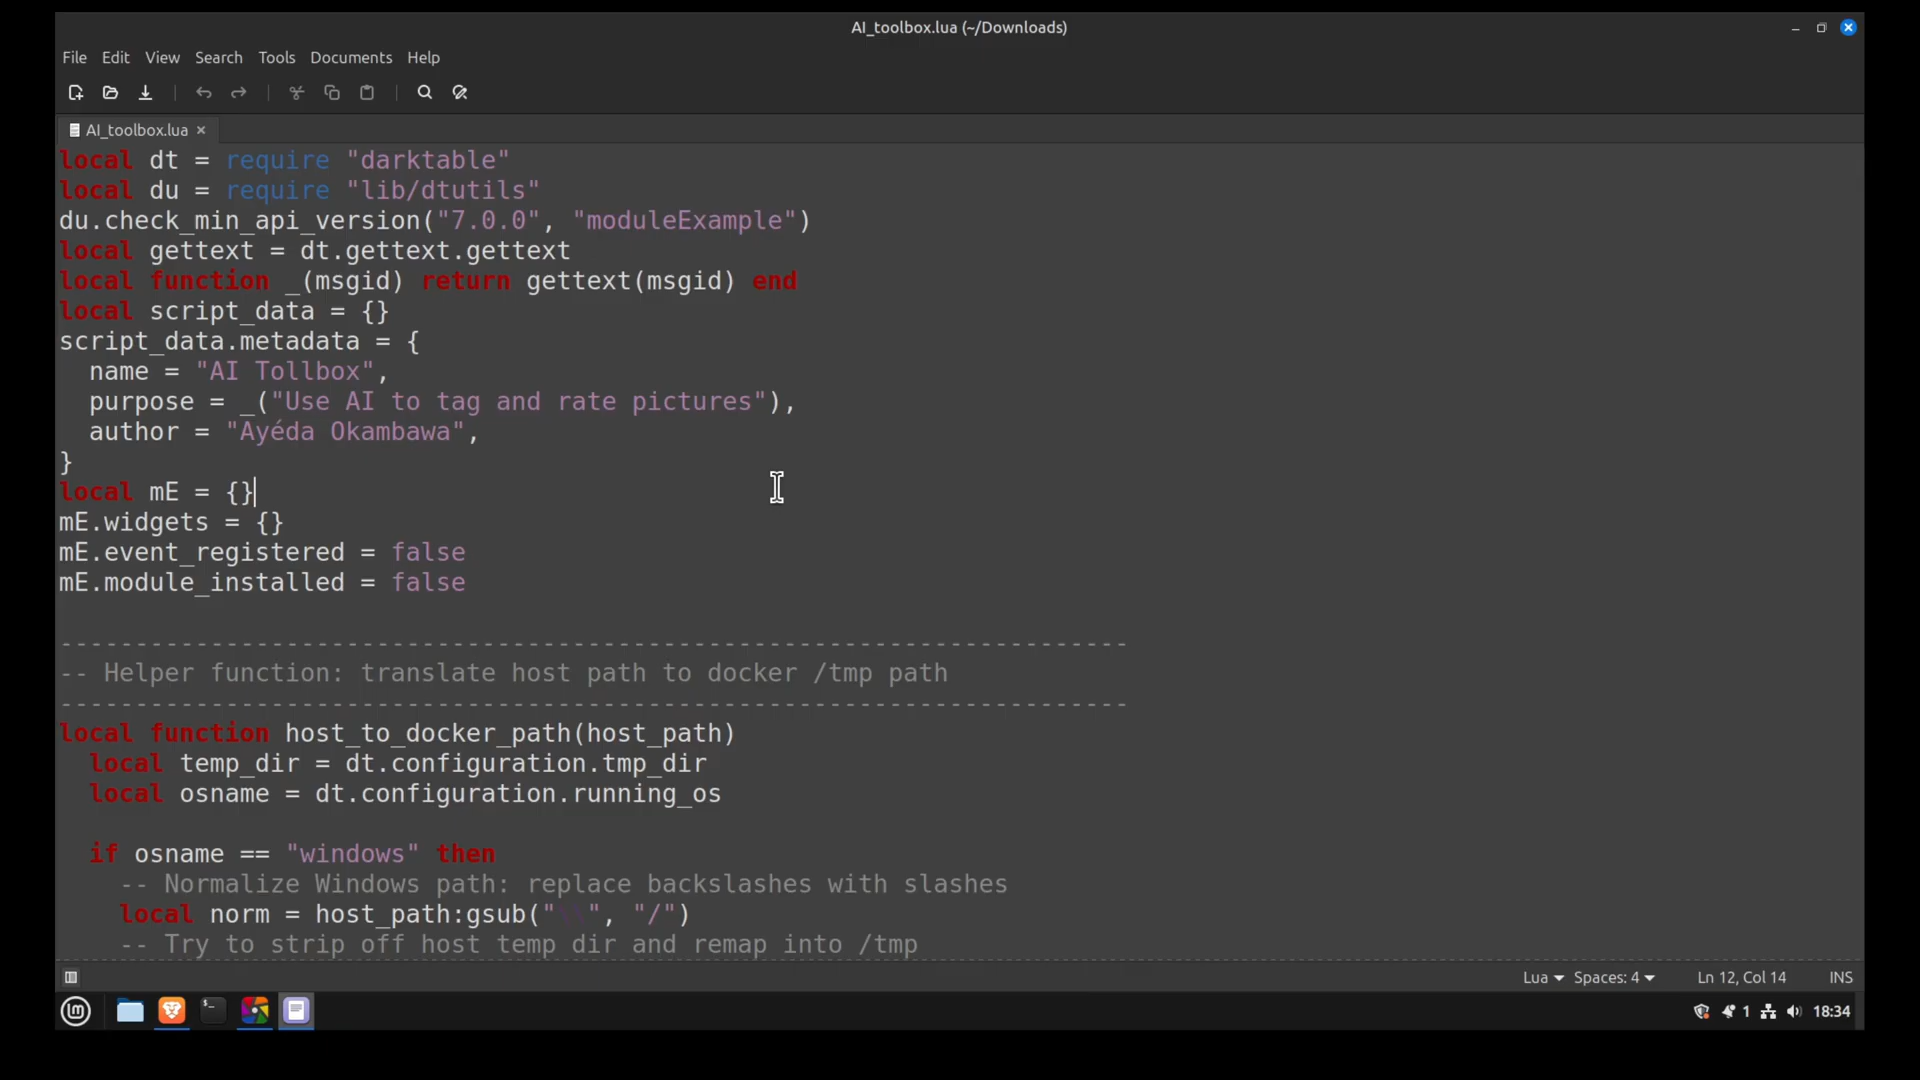 AI_toolbox.lua (~/Downloads)
File Edit View Search Tools Documents Help
AI_toolbox.lua
local dt = require "darktable"
local du = require "lib/dtutils"
du.check_min_api_version("7.0.0", "moduleExample")
local gettext = dt.gettext.gettext
local function _(msgid) return gettext(msgid) end
local script_data = {}
script_data.metadata = {
  name = "AI Tollbox",
  purpose = _("Use AI to tag and rate pictures"),
  author = "Ayéda Okambawa",
}
local mE = {}
mE.widgets = {}
mE.event_registered = false
mE.module_installed = false
-----------------------------------------------------------------------
-- Helper function: translate host path to docker /tmp path
-----------------------------------------------------------------------
local function host_to_docker_path(host_path)
  local temp_dir = dt.configuration.tmp_dir
  local osname = dt.configuration.running_os
  if osname == "windows" then
    -- Normalize Windows path: replace backslashes with slashes
    local norm = host_path:gsub("\\", "/")
    -- Try to strip off host temp dir and remap into /tmp
Lua Spaces: 4 Ln 12, Col 14 INS
1 18:34